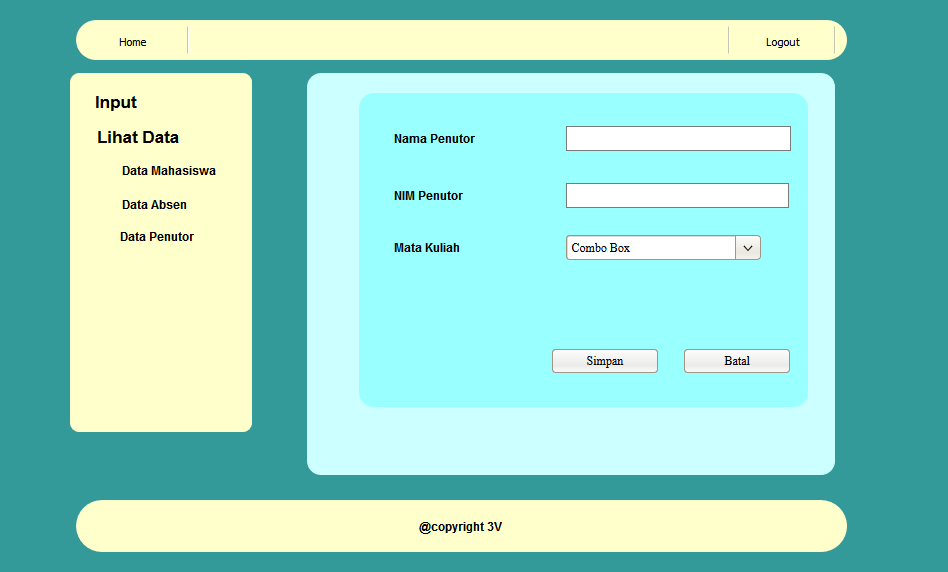 Home
Logout
Input
Lihat Data
Data Mahasiswa
Data Absen
Data Penutor
Nama Penutor
NIM Penutor
Mata Kuliah
Combo Box
Simpan
Batal
@copyright 3V